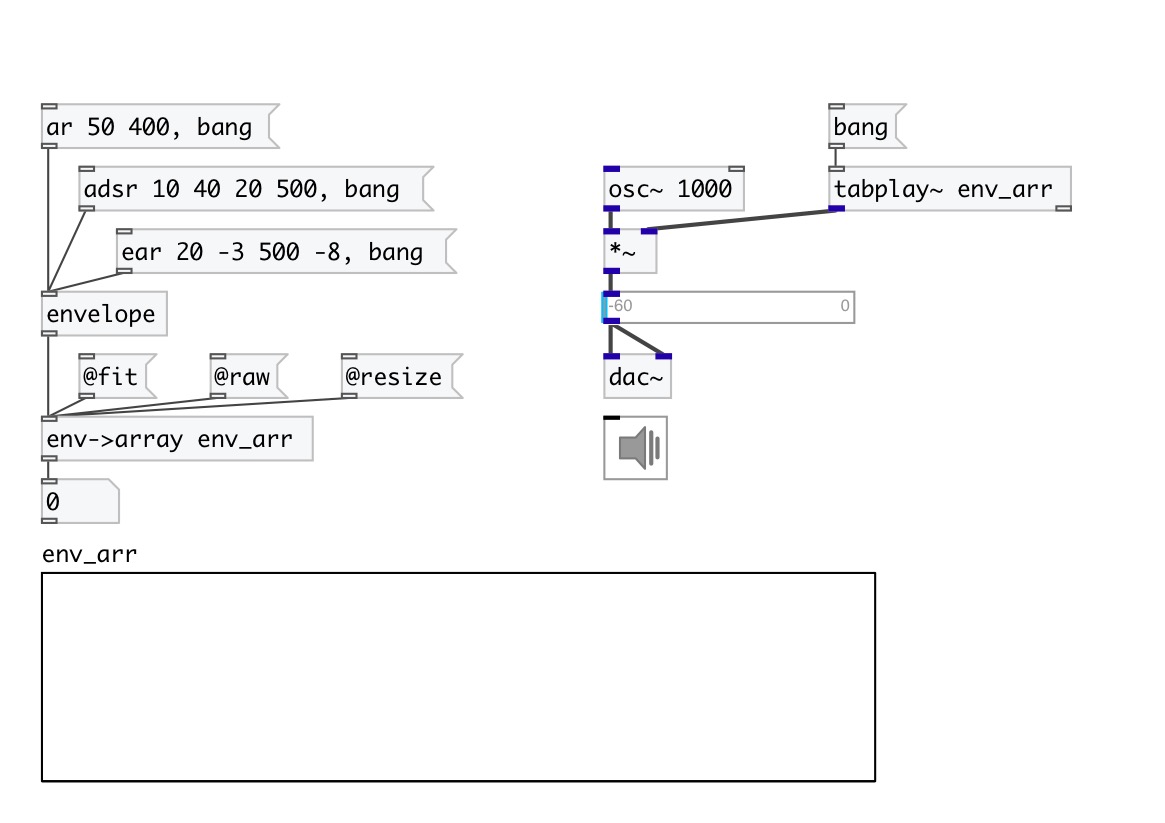 ar 50 400, bang
bang
adsr 10 40 20 500, bang
osc~ 1000
tabplay~ env_arr
ear 20 -3 500 -8, bang
*~
envelope
-60
0
@fit
@raw
@resize
dac~
env->array env_arr
0
env_arr